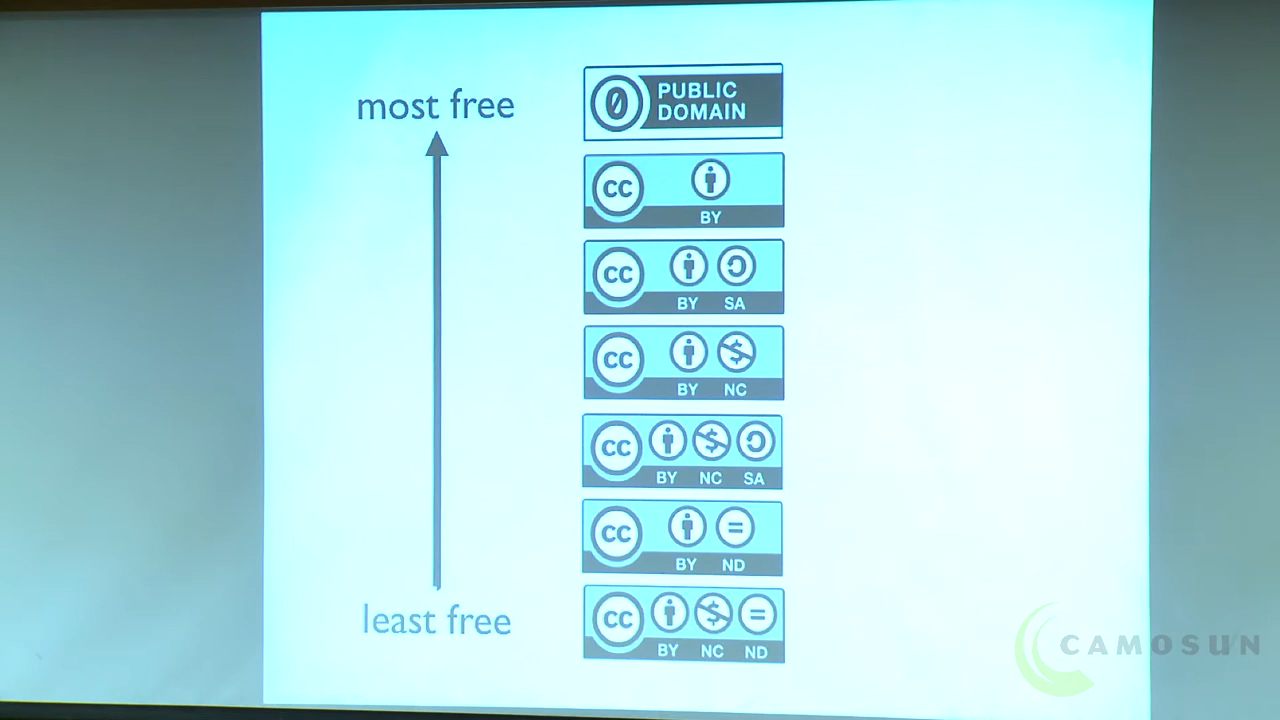 most free
least free
0 PUBLIC
DOMAIN
CC
BY
CC
BY SA
CC
BY NC
CC
BY NC SA
CC
BY ND
CC
BY NC ND
CAMOSUN